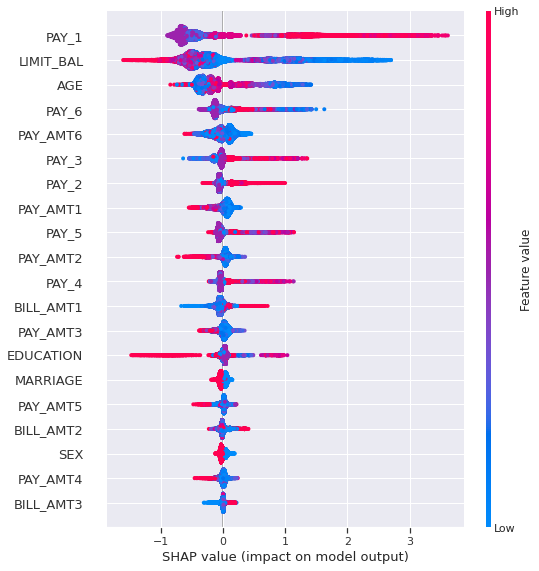 High
PAY_1
LIMIT_BAL
AGE
PAY_6
PAY_AMT6
PAY_3
PAY_2
PAY_AMT1
PAY_5
PAY_AMT2
PAY_4
BILL_AMT1
PAY_AMT3
EDUCATION
MARRIAGE
PAY_AMT5
BILL_AMT2
SEX
PAY_AMT4
BILL_AMT3
Feature value
Low
−1 0 1 2 3
SHAP value (impact on model output)